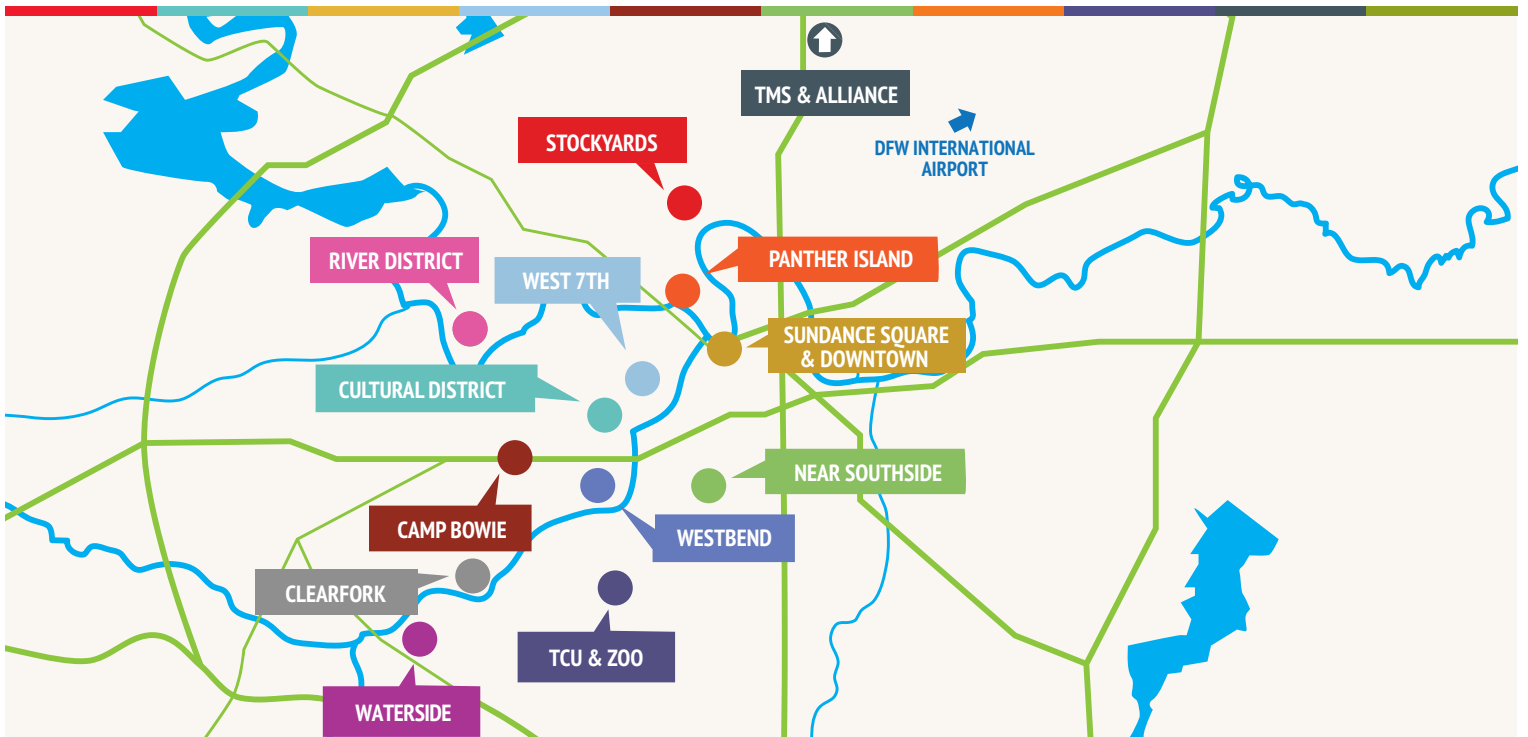 TMS & ALLIANCE
STOCKYARDS
DFW INTERNATIONAL
AIRPORT
RIVER DISTRICT
WEST 7TH
PANTHER ISLAND
SUNDANCE SQUARE
& DOWNTOWN
CULTURAL DISTRICT
NEAR SOUTHSIDE
CAMP BOWIE
WESTBEND
CLEARFORK
TCU & ZOO
WATERSIDE